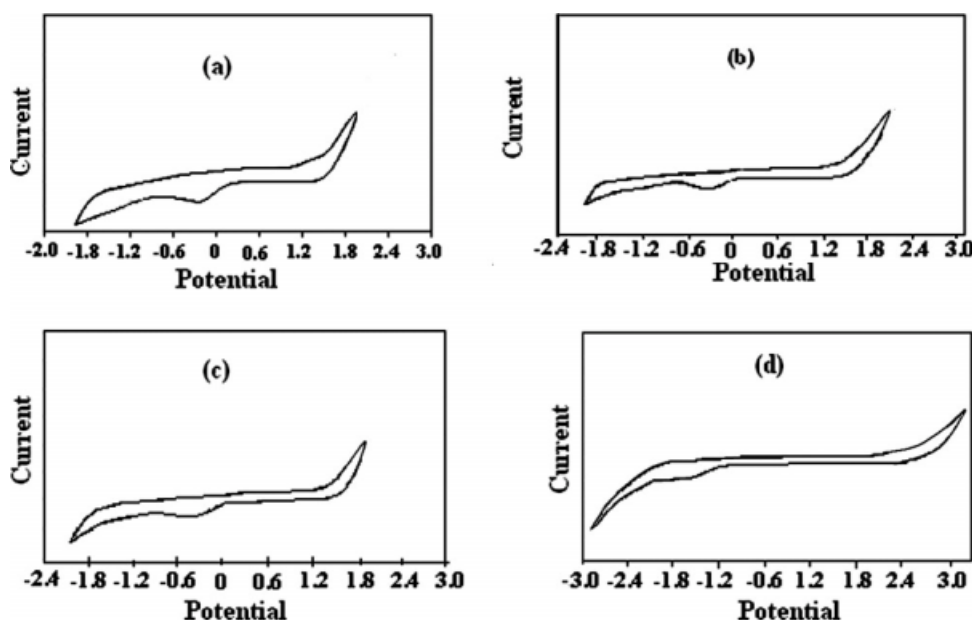 (a)
Current
-2.0 -1.8 -1.2 -0.6 0 0.6 1.2 1.8 2.4 3.0
Potential
(b)
Current
-2.4 -1.8 -1.2 -0.6 0 0.6 1.2 1.8 2.4 3.0
Potential
(c)
Current
-2.4 -1.8 -1.2 -0.6 0 0.6 1.2 1.8 2.4 3.0
Potential
(d)
Current
-3.0 -2.4 -1.8 -1.2 -0.6 0.6 1.2 1.8 2.4 3.0
Potential